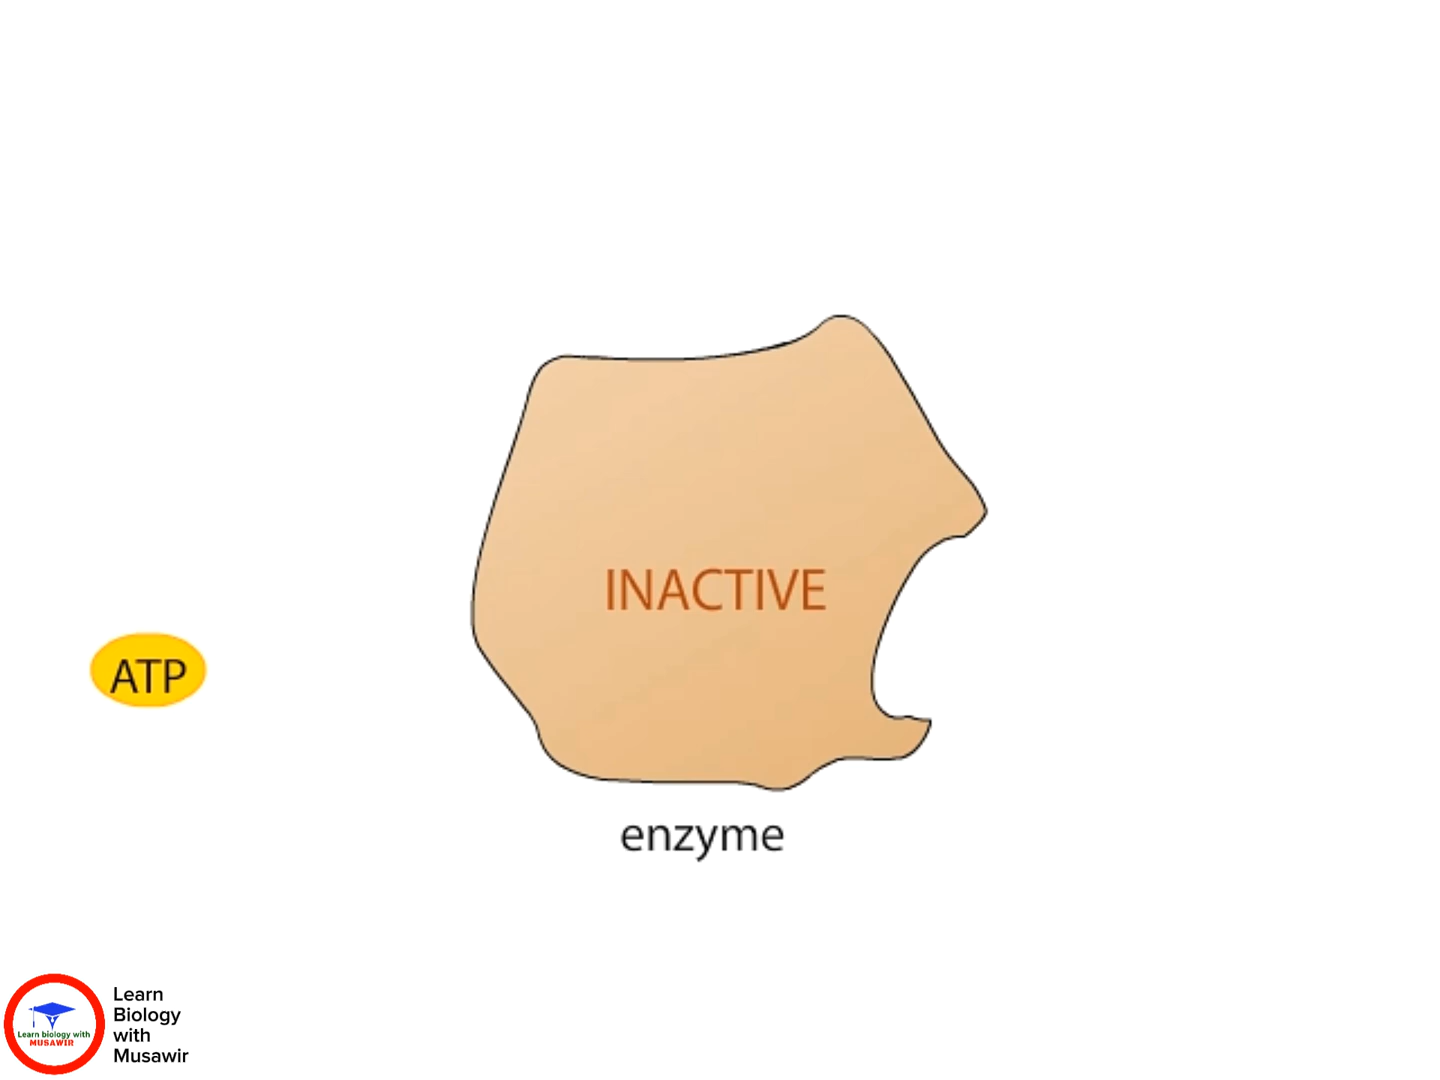 INACTIVE
ATP
enzyme
Learn biology with
MUSAWIR
Learn
Biology
with
Musawir